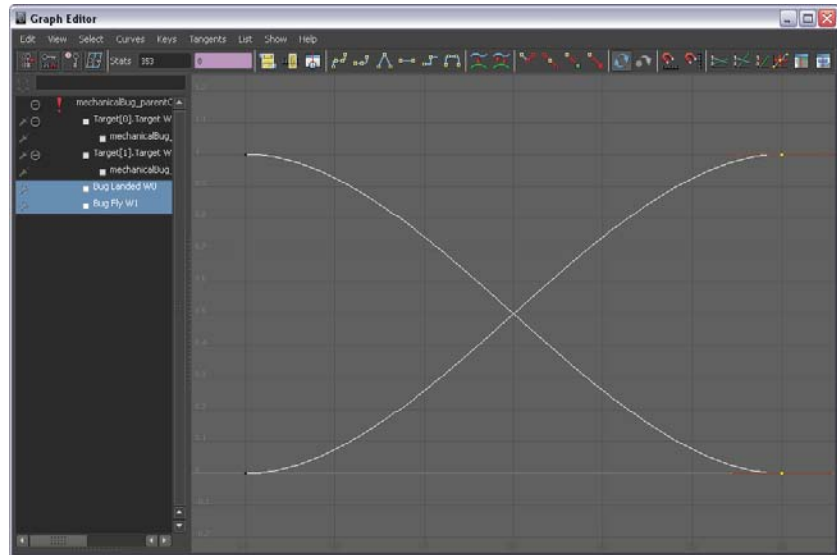 Graph Editor
Edit View Select Curves Keys Tangents List Show Help
Stats 353 0
mechanicalBug_parentC
Target[0].Target W
mechanicalBug_
Target[1].Target W
mechanicalBug_
Bug Landed W0
Bug Fly W1